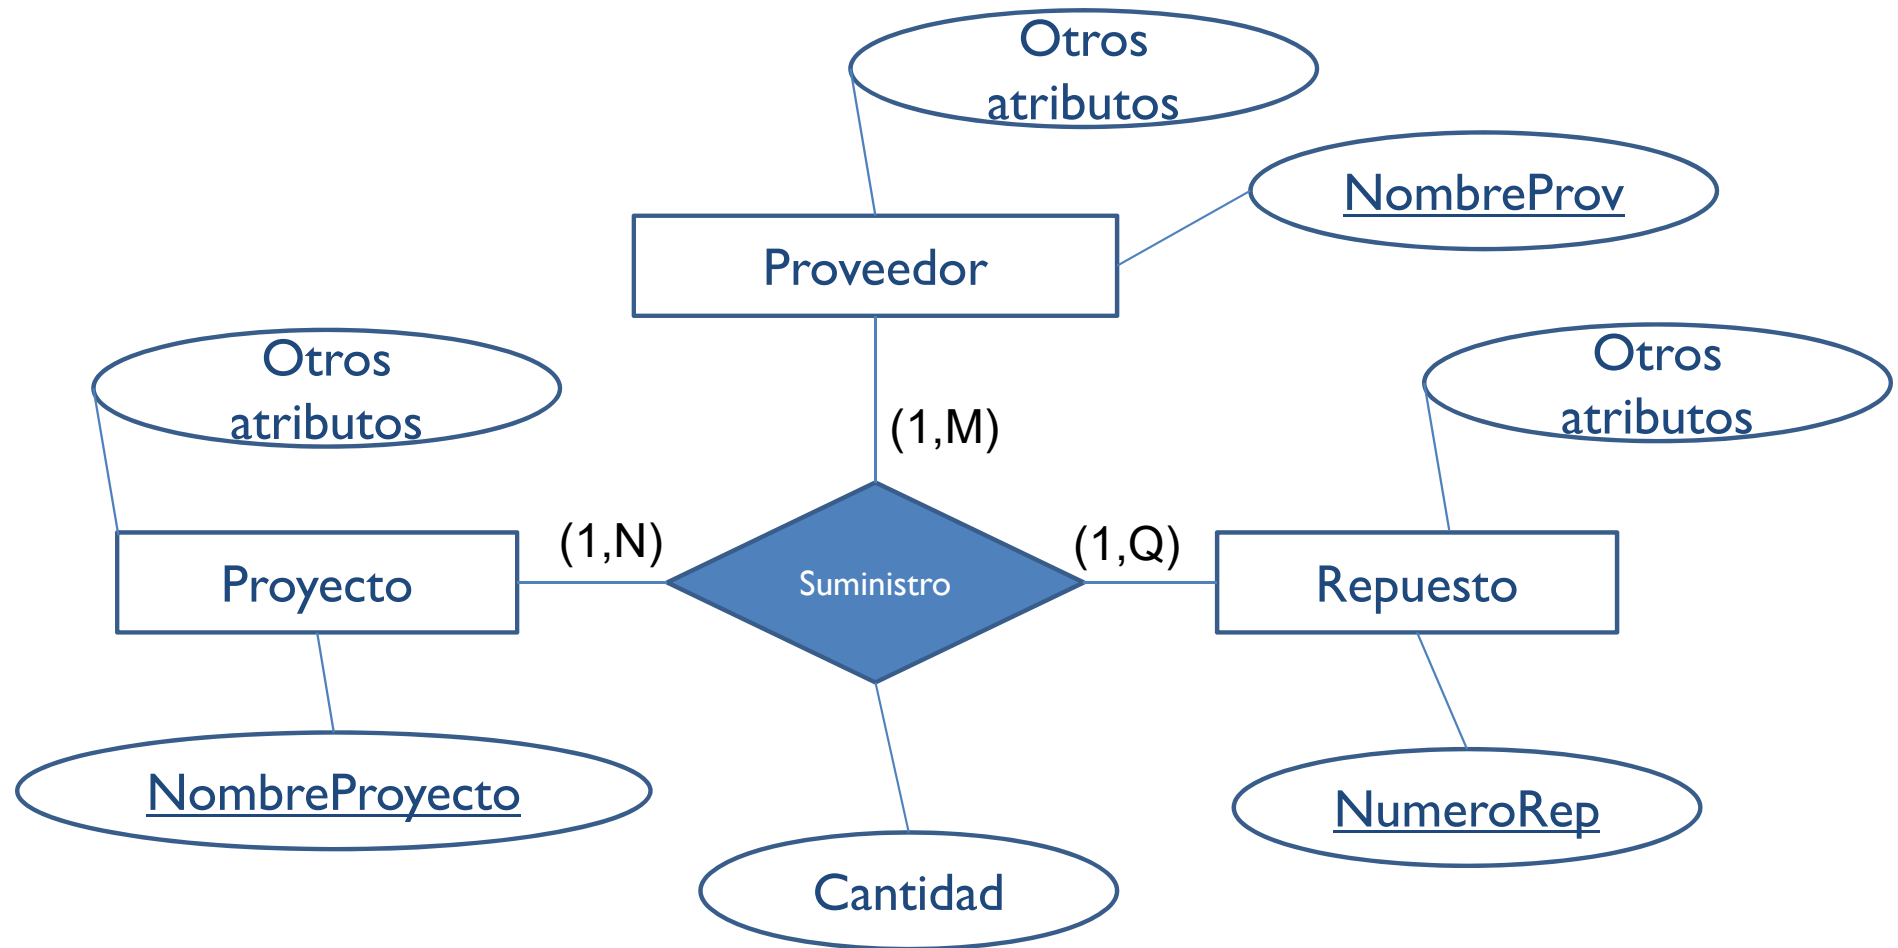 Otros
atributos
NombreProv
Proveedor
Otros
atributos
Otros
atributos
(1,M)
(1,N)
(1,Q)
Proyecto
Suministro
Repuesto
NombreProyecto
NumeroRep
Cantidad